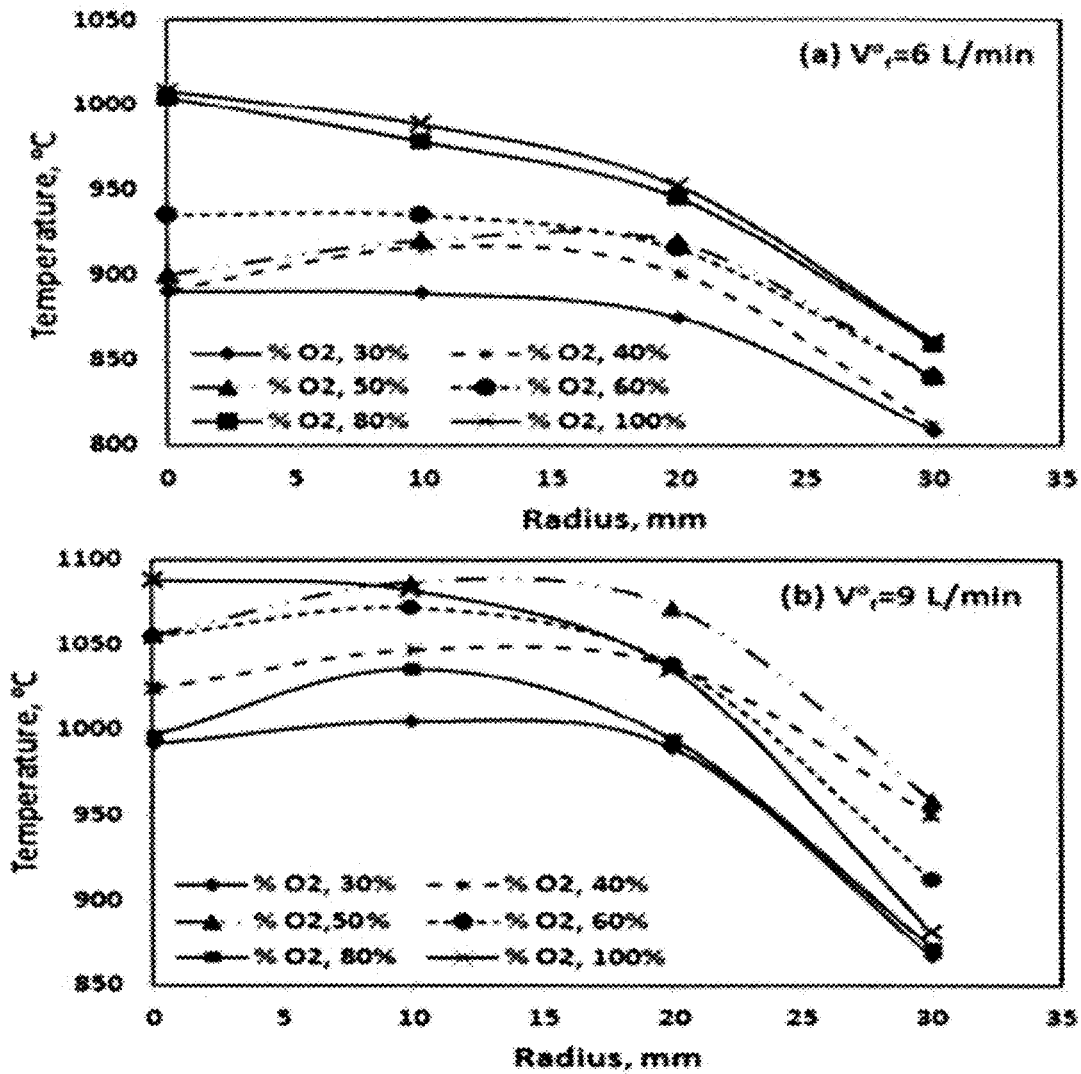 1050
(a) V°f=6 L/min
1000
950
900
850
800
Temperature, °C
% O2, 30%
% O2, 40%
% O2, 50%
% O2, 60%
% O2, 80%
% O2, 100%
0 5 10 15 20 25 30 35
Radius, mm
1100
(b) V°f=9 L/min
1050
1000
950
900
850
Temperature, °C
% O2, 30%
% O2, 40%
% O2,50%
% O2, 60%
% O2, 80%
% O2, 100%
0 5 10 15 20 25 30 35
Radius, mm